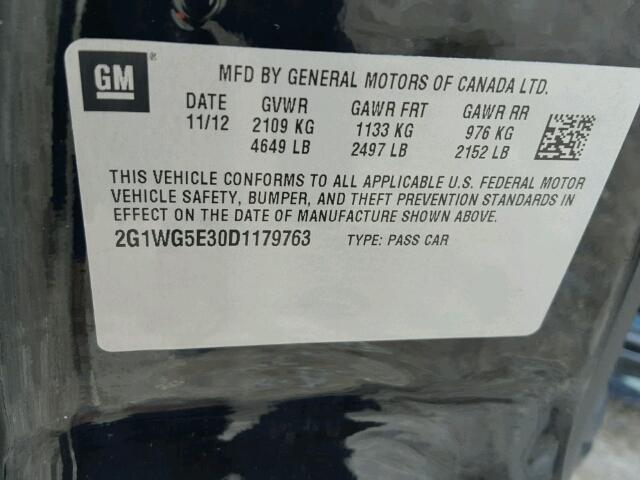 GM ®
MFD BY GENERAL MOTORS OF CANADA LTD.
DATE GVWR GAWR FRT GAWR RR
11/12 2109 KG 1133 KG 976 KG
4649 LB 2497 LB 2152 LB
THIS VEHICLE CONFORMS TO ALL APPLICABLE U.S. FEDERAL MOTOR
VEHICLE SAFETY, BUMPER, AND THEFT PREVENTION STANDARDS IN
EFFECT ON THE DATE OF MANUFACTURE SHOWN ABOVE.
2G1WG5E30D1179763 TYPE: PASS CAR